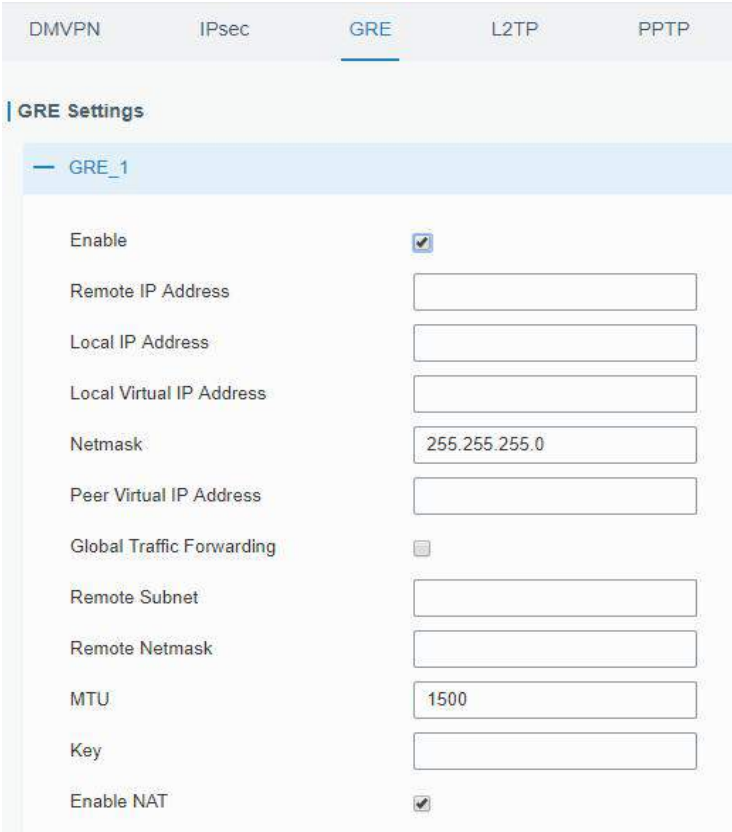 DMVPN IPsec GRE L2TP PPTP
GRE Settings
GRE_1
Enable
Remote IP Address
Local IP Address
Local Virtual IP Address
Netmask 255.255.255.0
Peer Virtual IP Address
Global Traffic Forwarding
Remote Subnet
Remote Netmask
MTU 1500
Key
Enable NAT